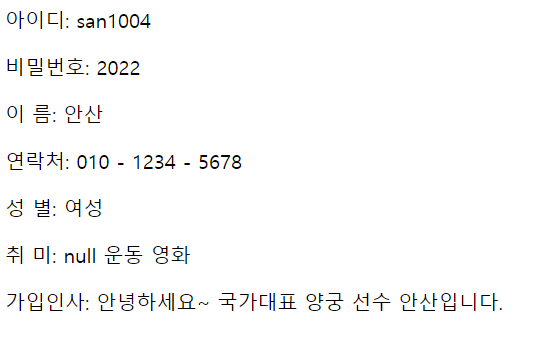 아이디: san1004
비밀번호: 2022
이 름: 안산
연락처: 010 - 1234 - 5678
성 별: 여성
취 미: null 운동 영화
가입인사: 안녕하세요~ 국가대표 양궁 선수 안산입니다.